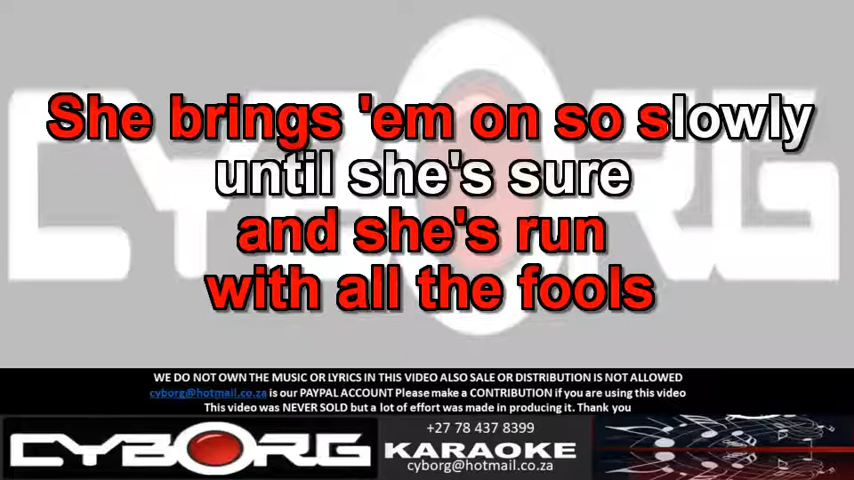 She brings 'em on so slowly
until she's sure
and she's run
with all the fools
WE DO NOT OWN THE MUSIC OR LYRICS IN THIS VIDEO ALSO SALE OR DISTRIBUTION IS NOT ALLOWED
cyborg@hotmail.co.za is our PAYPAL ACCOUNT Please make a CONTRIBUTION if you are using this video
This video was NEVER SOLD but a lot of effort was made in producing it. Thank you
CYBORG
+27 78 437 8399
KARAOKE
cyborg@hotmail.co.za
CYBORG